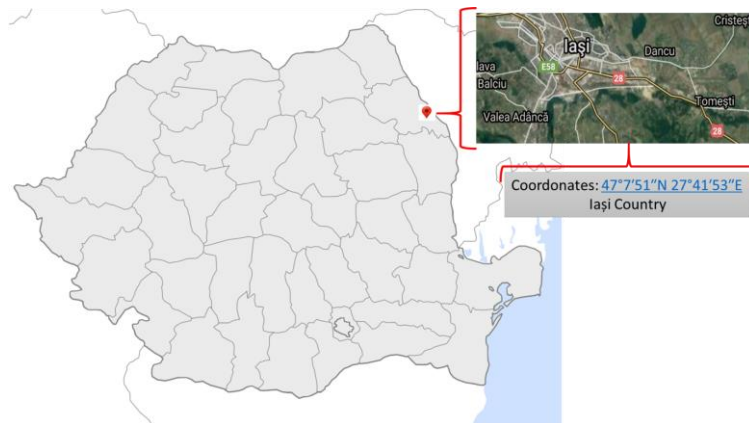 Cristești
Iași
Dancu
E58
lava
Balciu
28
Tomești
Valea Adâncă
28
Coordonates: 47°7′51″N 27°41′53″E
Iași Country